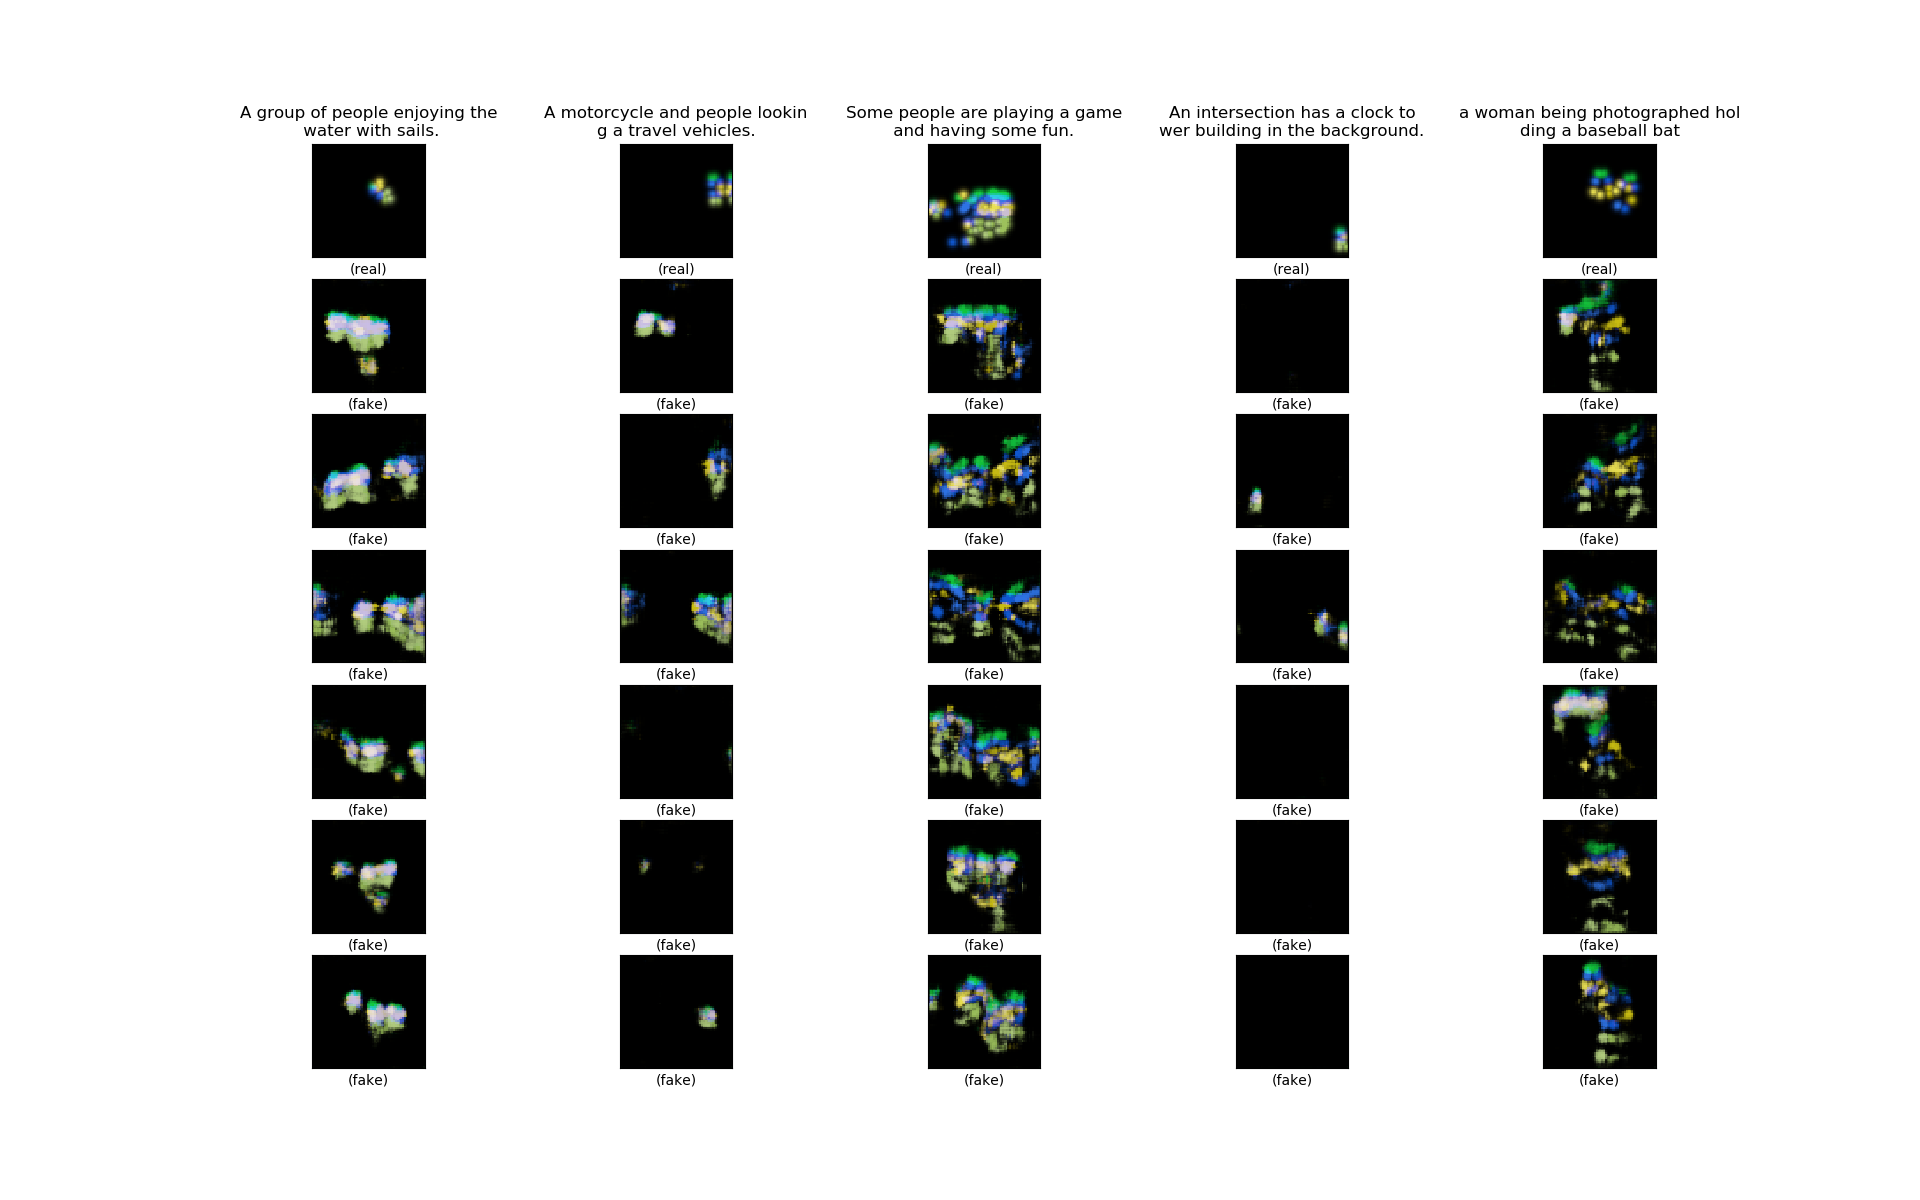 A group of people enjoying the
water with sails.
A motorcycle and people lookin
g a travel vehicles.
Some people are playing a game
and having some fun.
An intersection has a clock to
wer building in the background.
a woman being photographed hol
ding a baseball bat
(real) (real) (real) (real) (real)
(fake) (fake) (fake) (fake) (fake)
(fake) (fake) (fake) (fake) (fake)
(fake) (fake) (fake) (fake) (fake)
(fake) (fake) (fake) (fake) (fake)
(fake) (fake) (fake) (fake) (fake)
(fake) (fake) (fake) (fake) (fake)